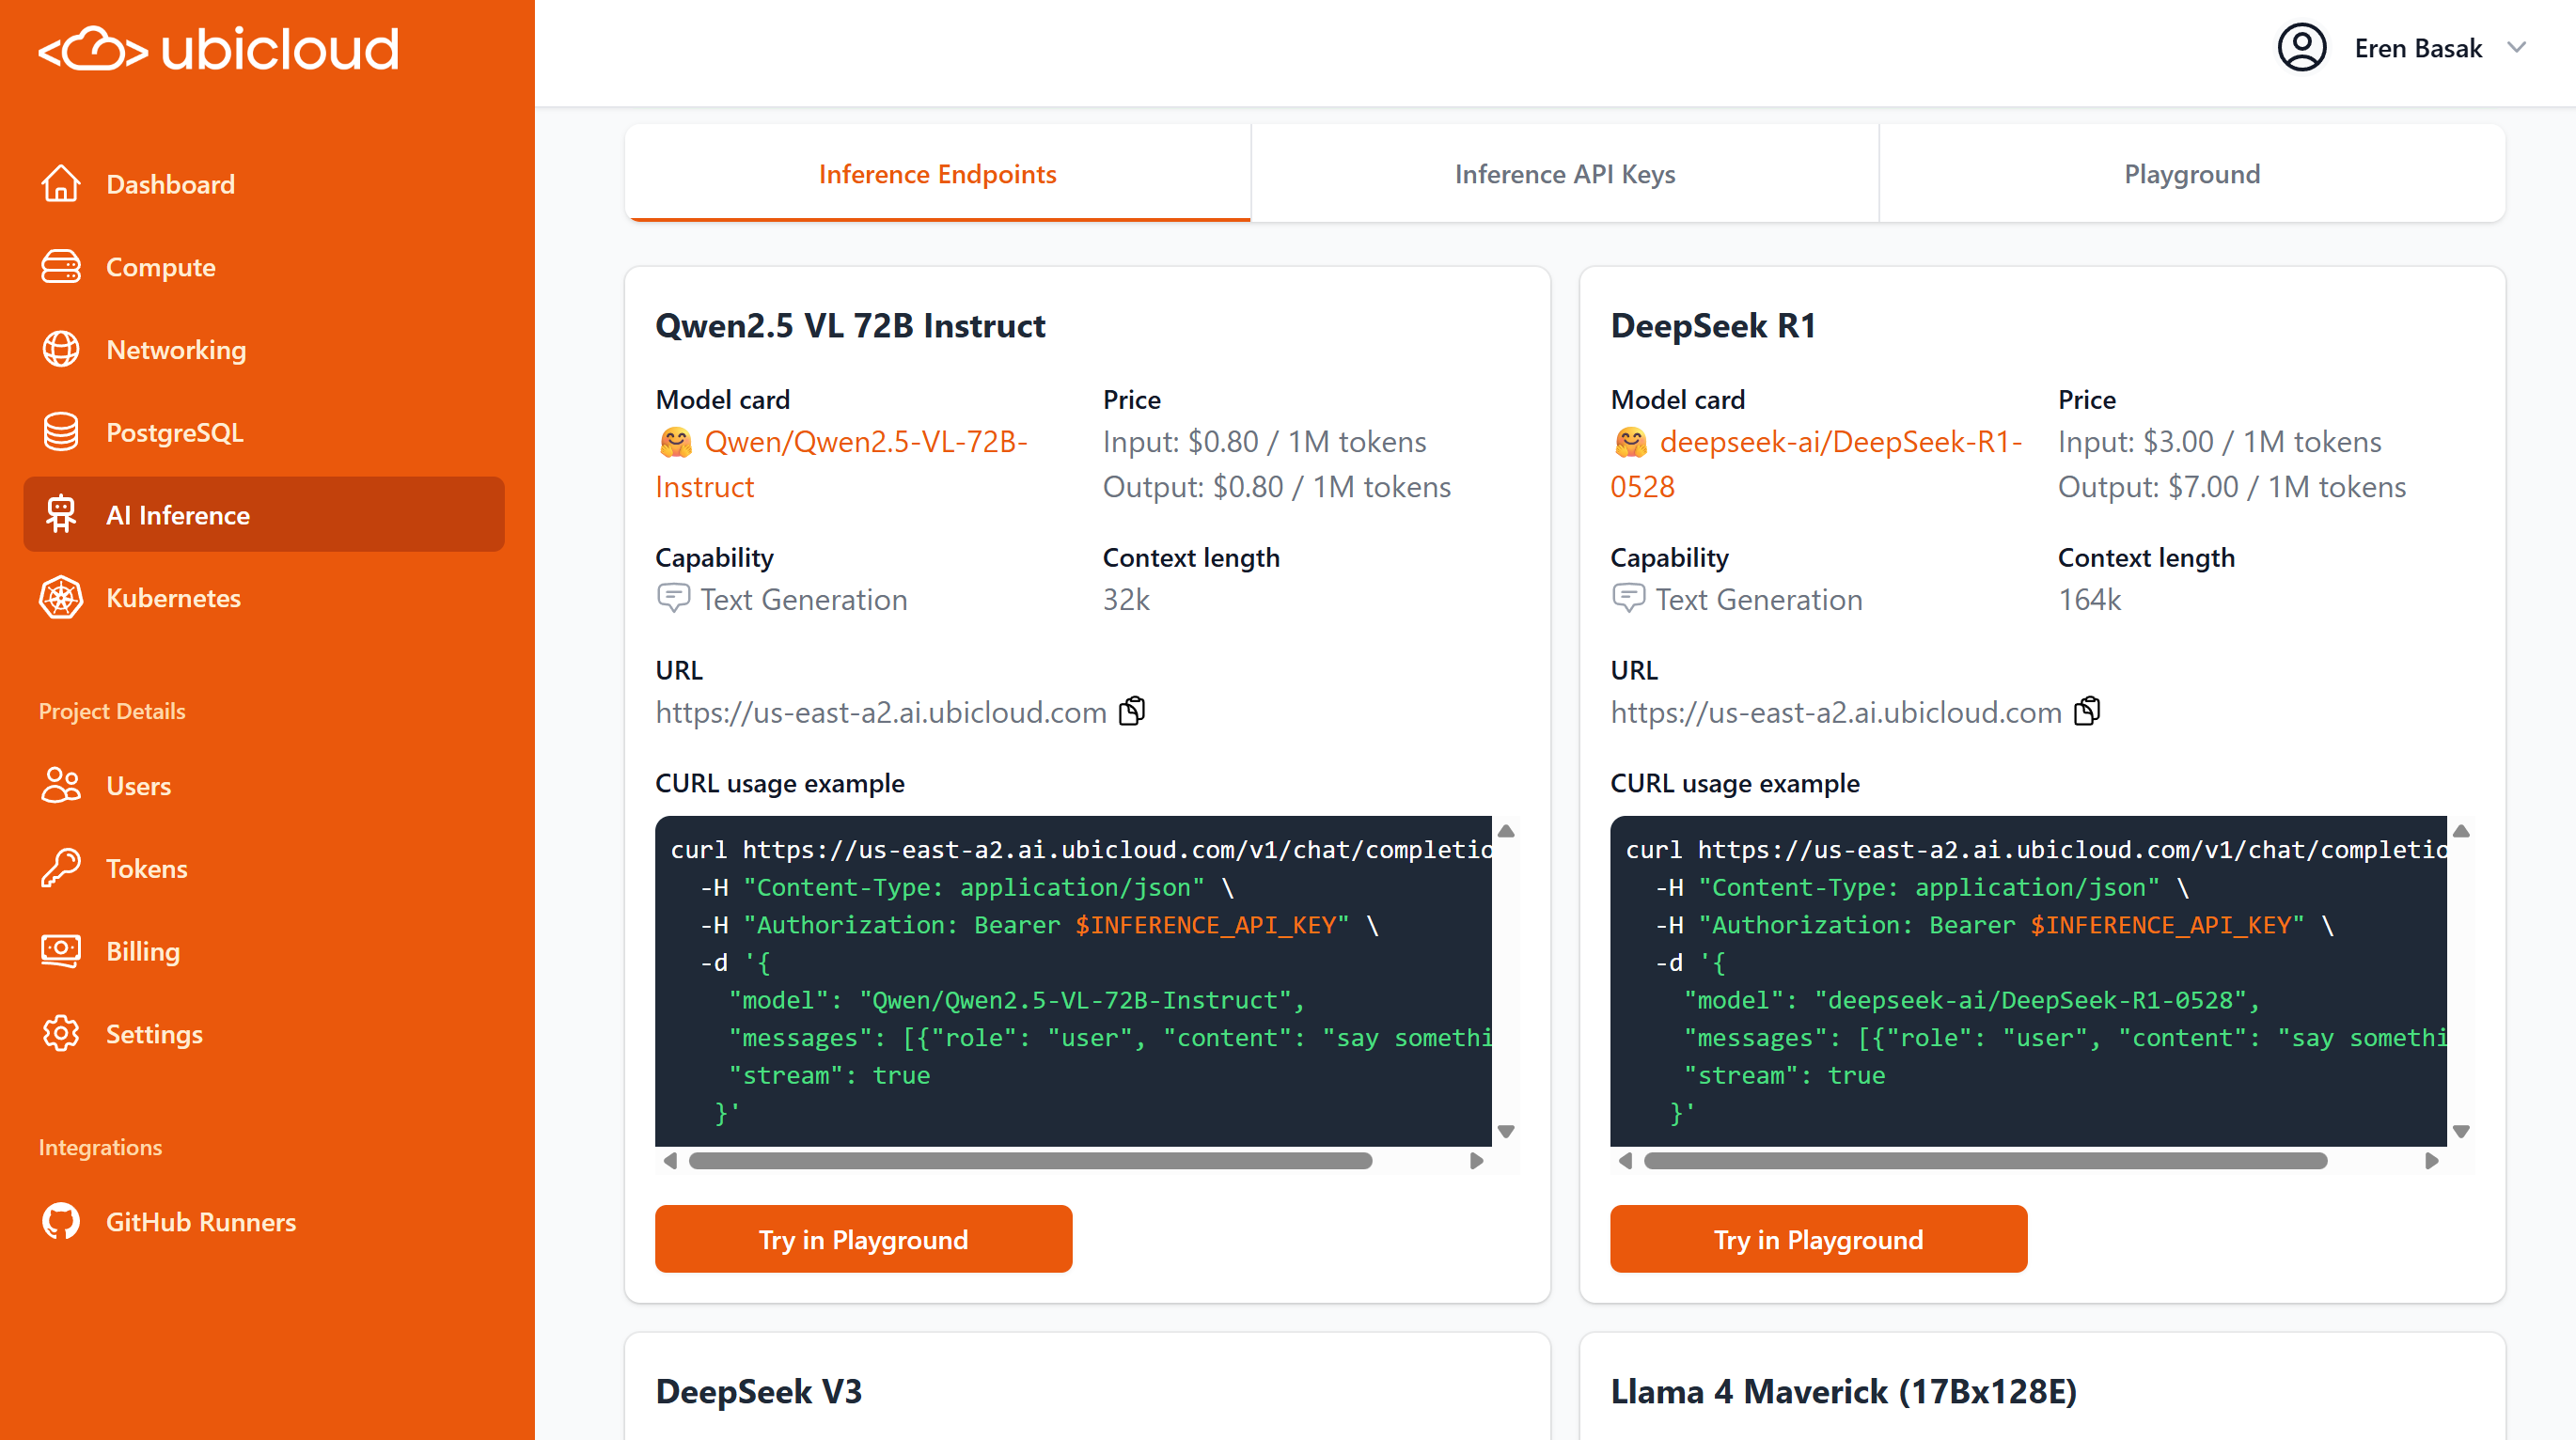 ubicloud
Eren Basak
Dashboard
Compute
Networking
PostgreSQL
AI Inference
Kubernetes
Project Details
Users
Tokens
Billing
Settings
Integrations
GitHub Runners
Inference Endpoints
Inference API Keys
Playground
Qwen2.5 VL 72B Instruct
Model card
Qwen/Qwen2.5-VL-72B-
Instruct
Price
Input: $0.80 / 1M tokens
Output: $0.80 / 1M tokens
Capability
Text Generation
Context length
32k
URL
https://us-east-a2.ai.ubicloud.com
CURL usage example
curl https://us-east-a2.ai.ubicloud.com/v1/chat/completio
-H "Content-Type: application/json" \
-H "Authorization: Bearer $INFERENCE_API_KEY" \
-d '{
"model": "Qwen/Qwen2.5-VL-72B-Instruct",
"messages": [{"role": "user", "content": "say somethi
"stream": true
}'
Try in Playground
DeepSeek R1
Model card
deepseek-ai/DeepSeek-R1-
0528
Price
Input: $3.00 / 1M tokens
Output: $7.00 / 1M tokens
Capability
Text Generation
Context length
164k
URL
https://us-east-a2.ai.ubicloud.com
CURL usage example
curl https://us-east-a2.ai.ubicloud.com/v1/chat/completio
-H "Content-Type: application/json" \
-H "Authorization: Bearer $INFERENCE_API_KEY" \
-d '{
"model": "deepseek-ai/DeepSeek-R1-0528",
"messages": [{"role": "user", "content": "say somethi
"stream": true
}'
Try in Playground
DeepSeek V3
Llama 4 Maverick (17Bx128E)